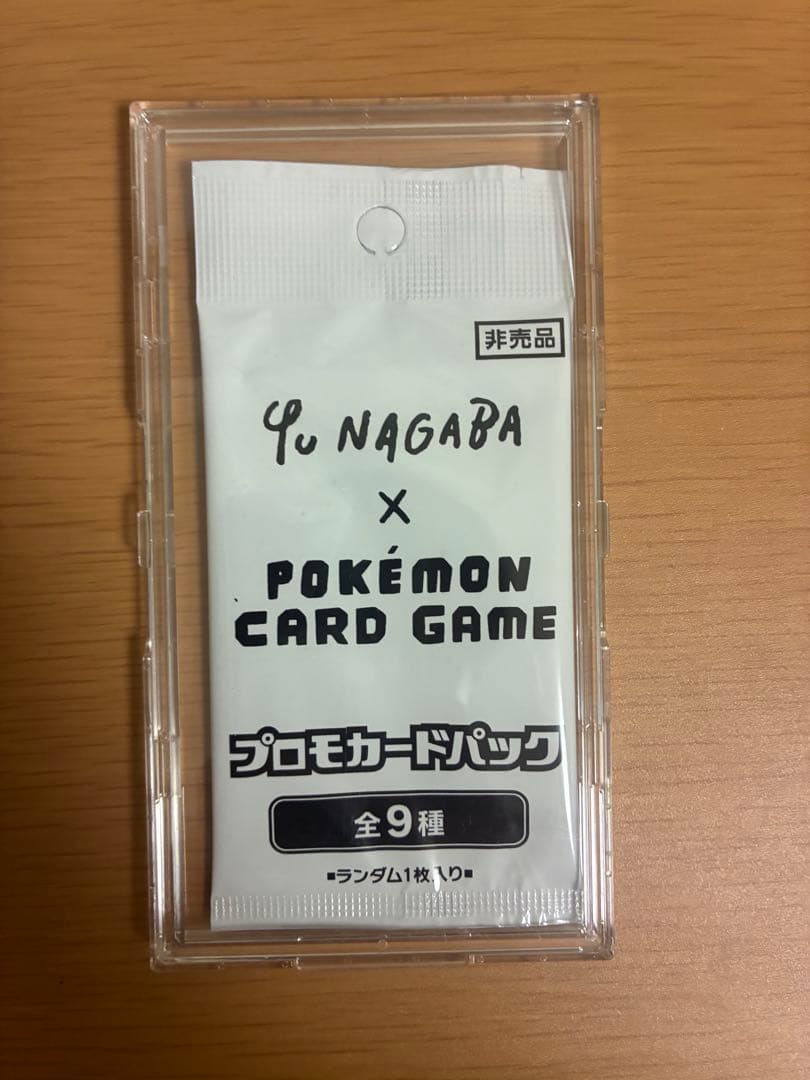 非売品
Yu NAGABA
X
POKÉMON
CARD GAME
プロモカードパック
全9種
▪ランダム1枚入り▪